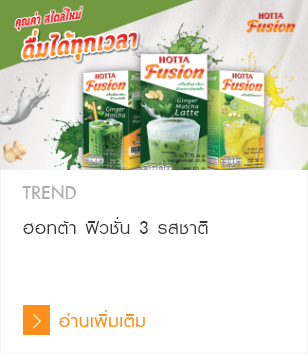 คุณค่า สไตล์ใหม่
ดื่มได้ทุกเวลา
HOTTA
Fusion
HOTTA
Fusion
Ginger
Matcha
HOTTA
Fusion
Ginger
Matcha
Latte
HOTTA
Fusion
TREND
ฮอทต้า ฟิวชั่น 3 รสชาติ
อ่านเพิ่มเติม